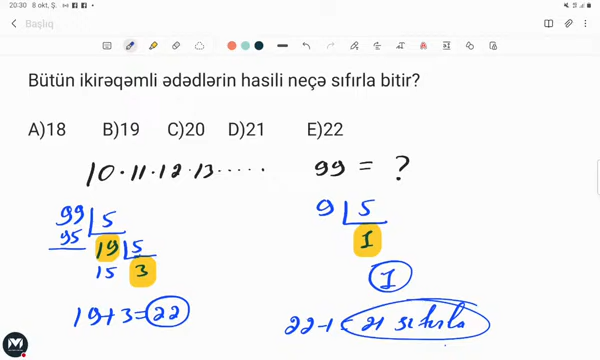 20:30 8 okt, Ş.
Başlıq
Bütün ikirəqəmli ədədlərin hasili neçə sıfırla bitir?
A)18 B)19 C)20 D)21 E)22
10·11·12·13······ 99 = ?
99 | 5
95 19 | 5
15 3
19+3=22
9 | 5
1
1
22-1=21 sıfırla
M